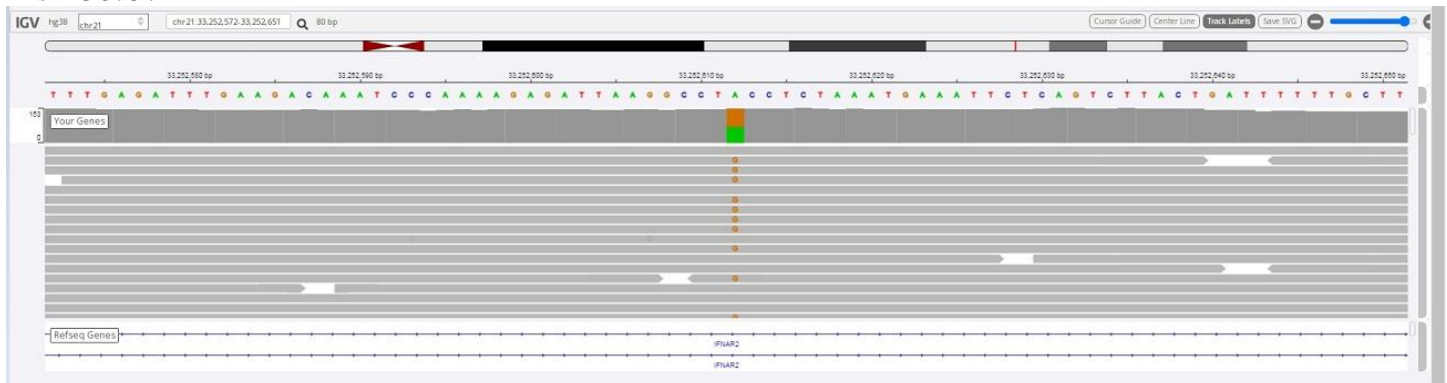 IGV hg38 chr21 chr21:33,252,572-33,252,651 80 bp Cursor Guide Center Line Track Labels Save SVG
33,252,580 bp 33,252,590 bp 33,252,600 bp 33,252,610 bp 33,252,620 bp 33,252,630 bp 33,252,640 bp 33,252,650 bp
T T T G A G A T T T G A A G A C A A A T C C C A A A A G A G A T T A A G G C C T A C C T C T A A A T G A A A T T C T C A G T C T T A C T G A T T T T T T G C T T
153
Your Genes
0
G
G
G
G
G
G
G
G
G
Refseq Genes
IFNAR2
IFNAR2